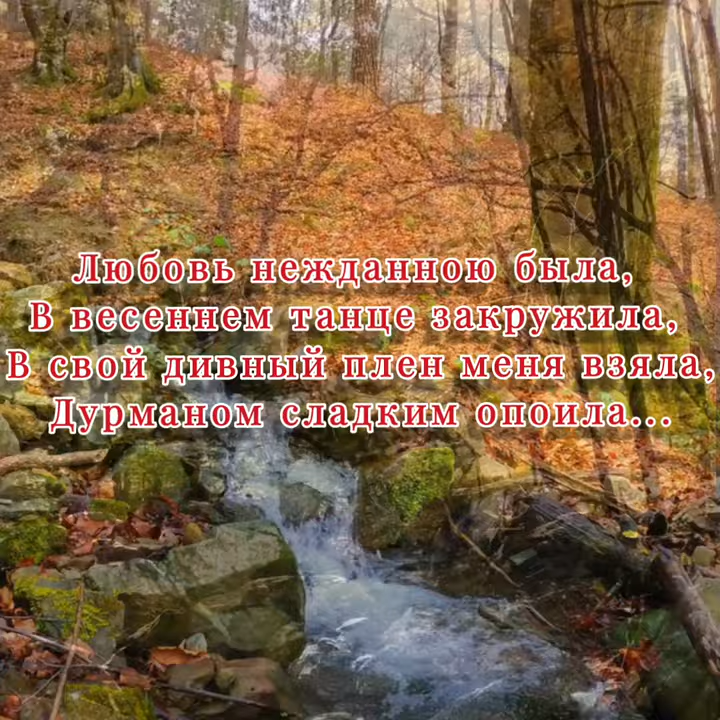 Любовь нежданною была,
В весеннем танце закружила,
В свой дивный плен меня взяла,
Дурманом сладким опоила...